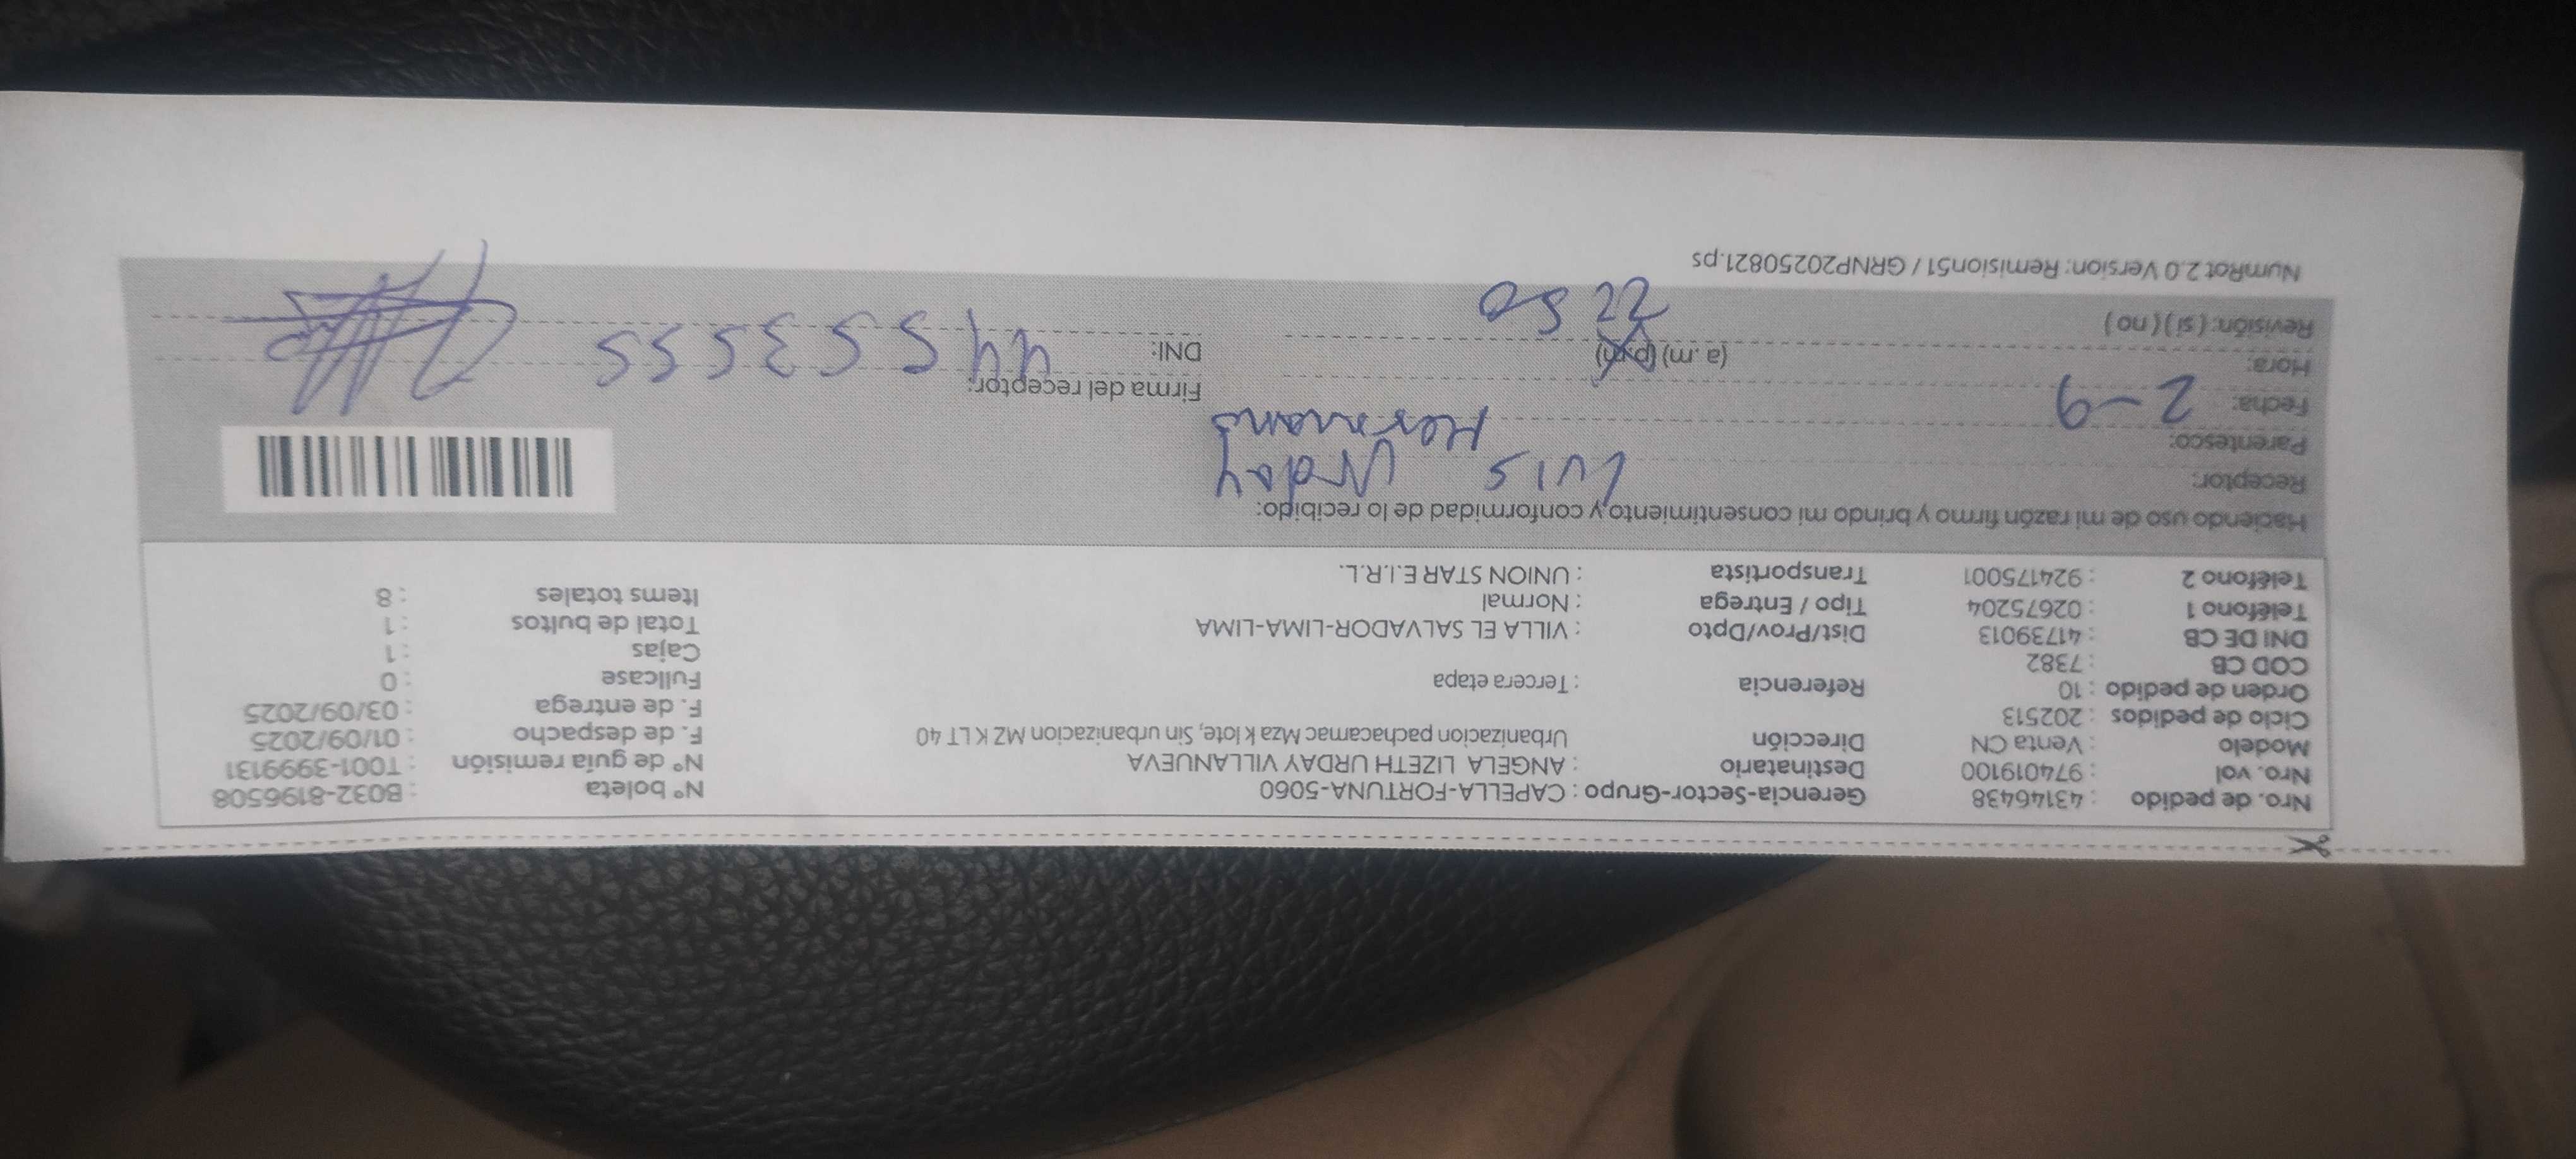 Nro. de pedido : 43146438 Gerencia-Sector-Grupo : CAPELLA-FORTUNA-5060 Nº boleta : B032-8196508
Nro. vol : 974019100 Destinatario : ANGELA LIZETH URDAY VILLANUEVA Nº de guía remisión : T001-3999131
Modelo : Venta CN Dirección Urbanizacion pachacamac Mza k lote, Sin urbanizacion MZ K LT 40 F. de despacho : 01/09/2025
Ciclo de pedidos : 202513 F. de entrega : 03/09/2025
Orden de pedido : 10 Referencia : Tercera etapa Fullcase : 0
COD CB : 7382 Cajas : 1
DNI DE CB : 41739013 Dist/Prov/Dpto : VILLA EL SALVADOR-LIMA-LIMA Total de bultos : 1
Teléfono 1 : 02675204 Tipo / Entrega : Normal Items totales : 8
Teléfono 2 : 924175001 Transportista : UNION STAR E.I.R.L.
Haciendo uso de mi razón firmo y brindo mi consentimiento y conformidad de lo recibido:
Receptor: Luis Urday
Parentesco: Hermano
Fecha: 2-9 Firma del receptor:
Hora: (a.m) (p.m) DNI: 44553555
Revisión: (si) (no) 22 50
NumRot 2.0 Version: Remision51 / GRNP20250821.ps